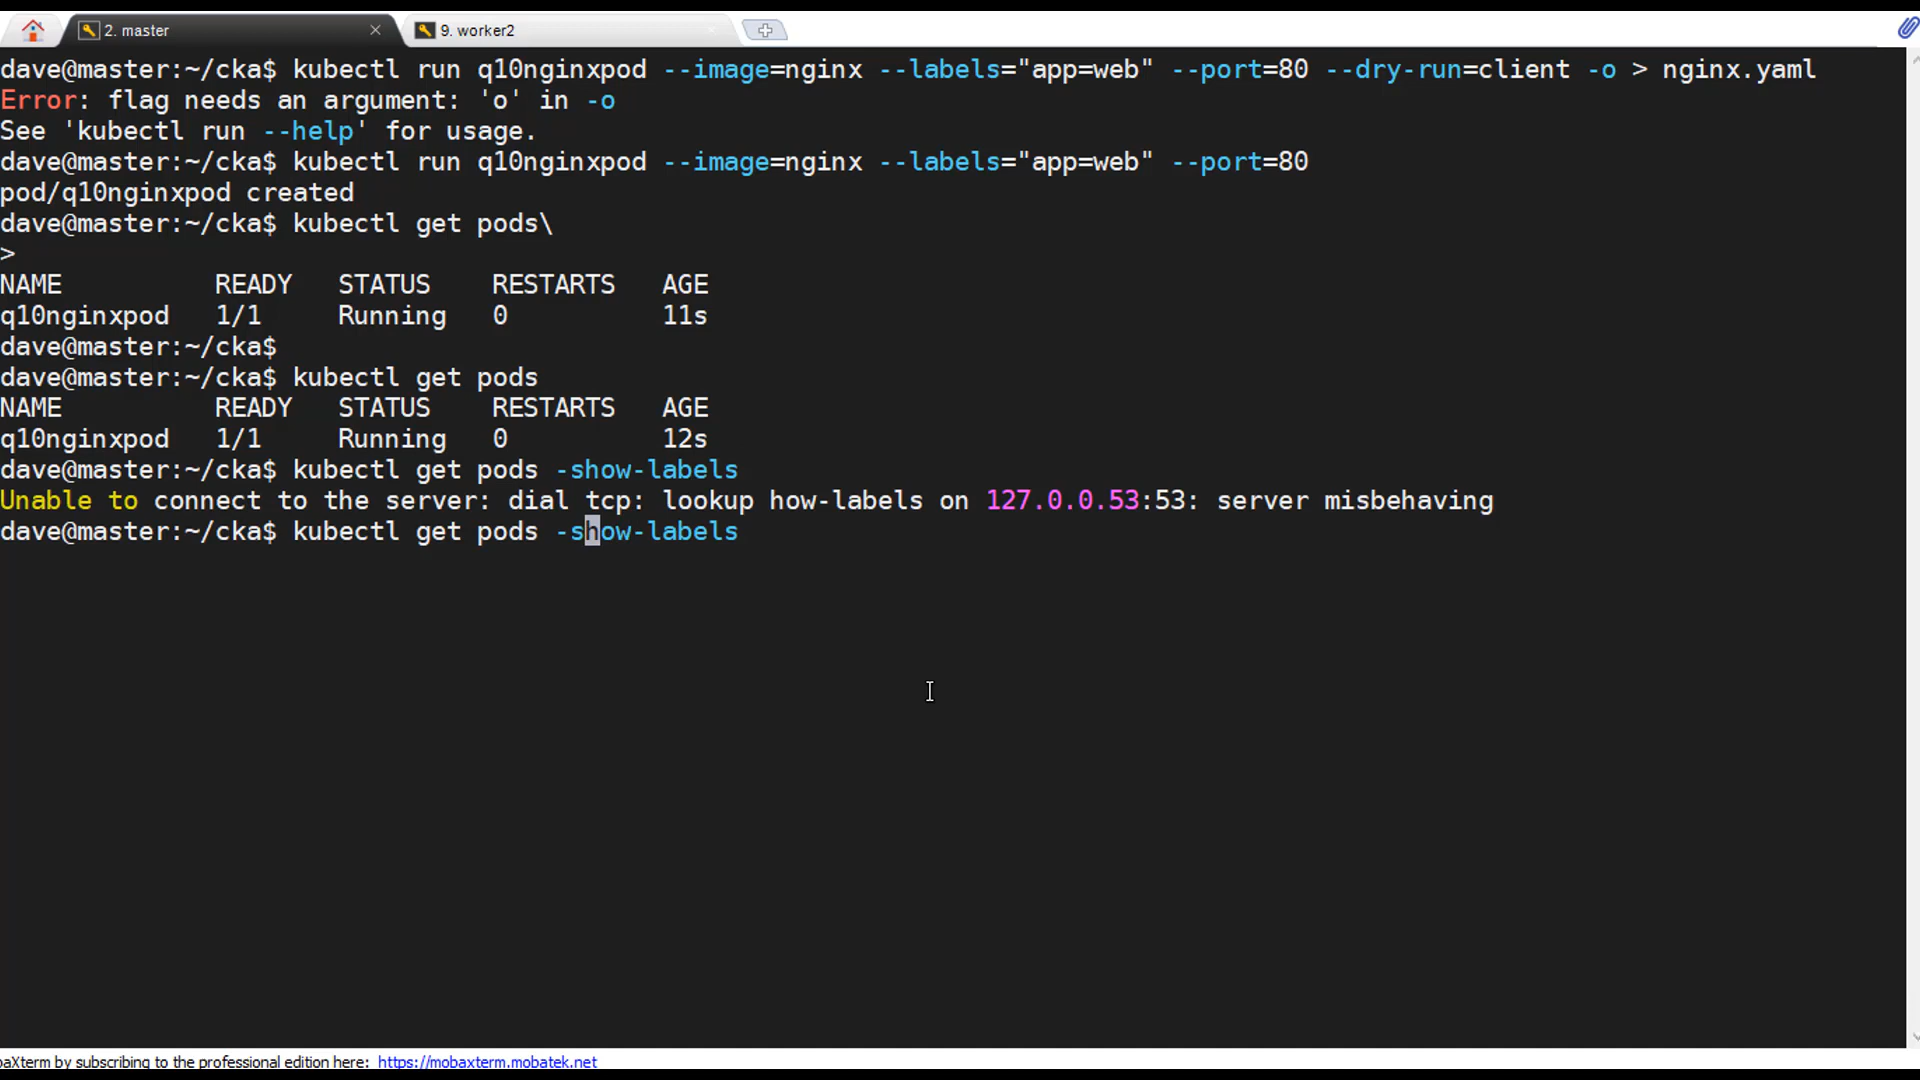 2. master
9. worker2
dave@master:~/cka$ kubectl run q10nginxpod --image=nginx --labels="app=web" --port=80 --dry-run=client -o > nginx.yaml
Error: flag needs an argument: 'o' in -o
See 'kubectl run --help' for usage.
dave@master:~/cka$ kubectl run q10nginxpod --image=nginx --labels="app=web" --port=80
pod/q10nginxpod created
dave@master:~/cka$ kubectl get pods\
>
NAME          READY   STATUS    RESTARTS   AGE
q10nginxpod   1/1     Running   0          11s
dave@master:~/cka$
dave@master:~/cka$ kubectl get pods
NAME          READY   STATUS    RESTARTS   AGE
q10nginxpod   1/1     Running   0          12s
dave@master:~/cka$ kubectl get pods -show-labels
Unable to connect to the server: dial tcp: lookup how-labels on 127.0.0.53:53: server misbehaving
dave@master:~/cka$ kubectl get pods -show-labels
baXterm by subscribing to the professional edition here: https://mobaxterm.mobatek.net